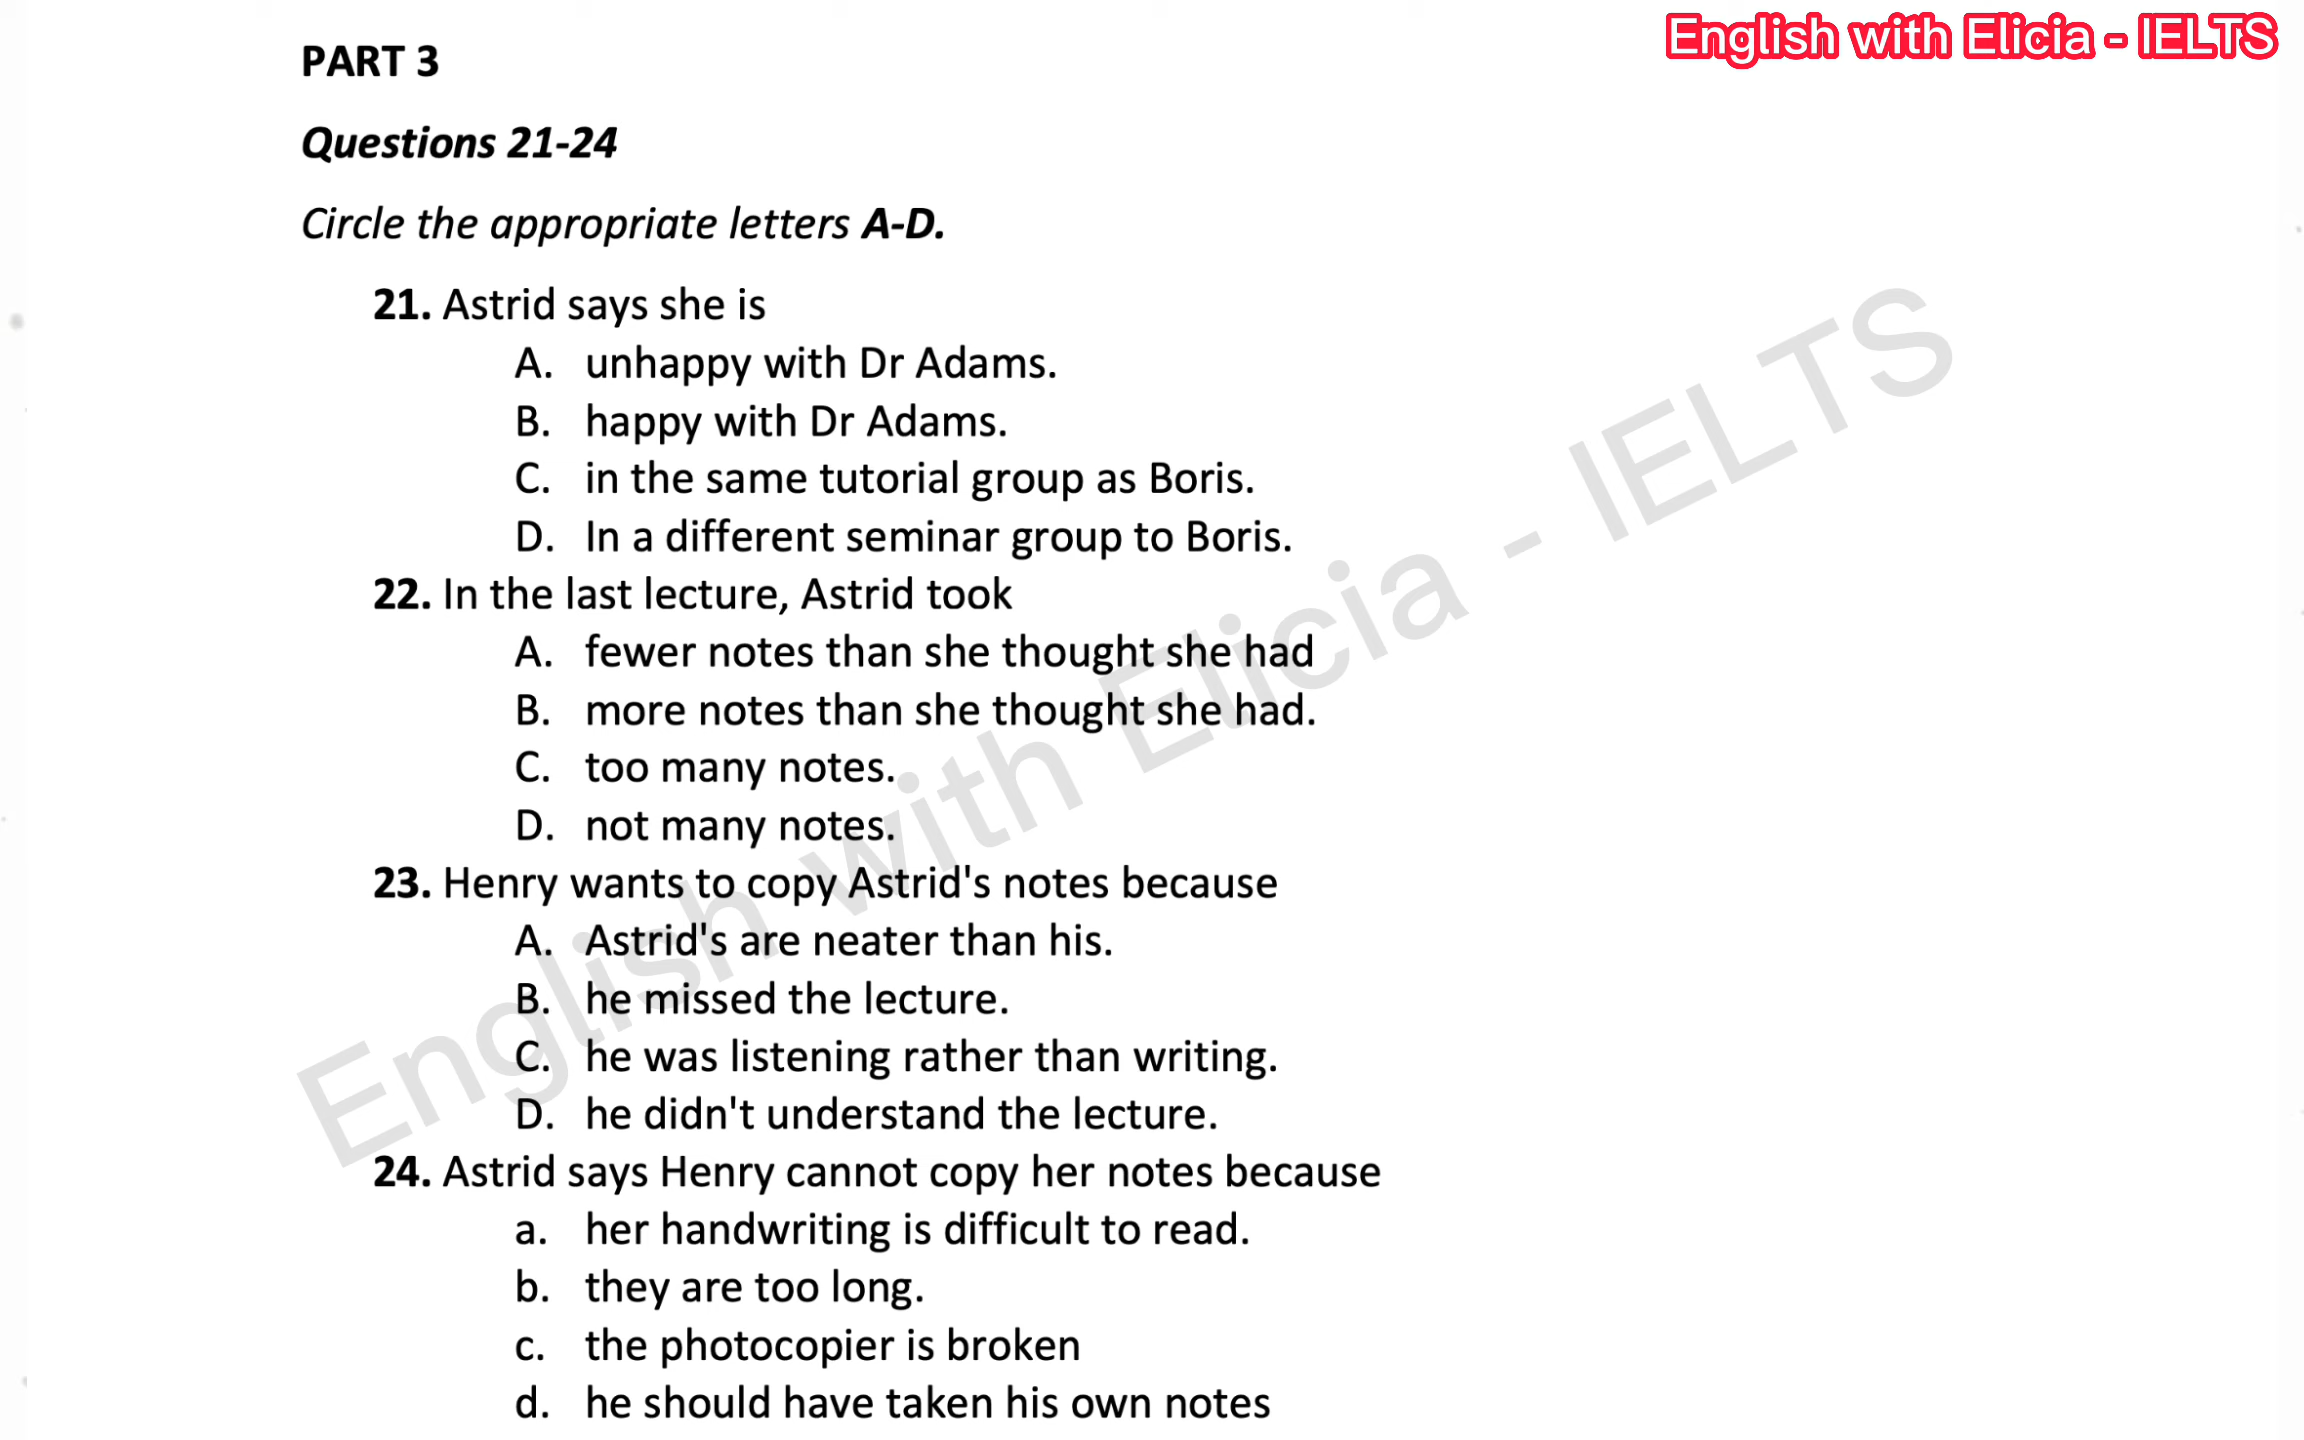 English with Elicia - IELTS
PART 3
Questions 21-24
Circle the appropriate letters A-D.
21. Astrid says she is
A. unhappy with Dr Adams.
B. happy with Dr Adams.
C. in the same tutorial group as Boris.
D. In a different seminar group to Boris.
22. In the last lecture, Astrid took
A. fewer notes than she thought she had
B. more notes than she thought she had.
C. too many notes.
D. not many notes.
23. Henry wants to copy Astrid's notes because
A. Astrid's are neater than his.
B. he missed the lecture.
C. he was listening rather than writing.
D. he didn't understand the lecture.
24. Astrid says Henry cannot copy her notes because
a. her handwriting is difficult to read.
b. they are too long.
c. the photocopier is broken
d. he should have taken his own notes
English with Elicia - IELTS